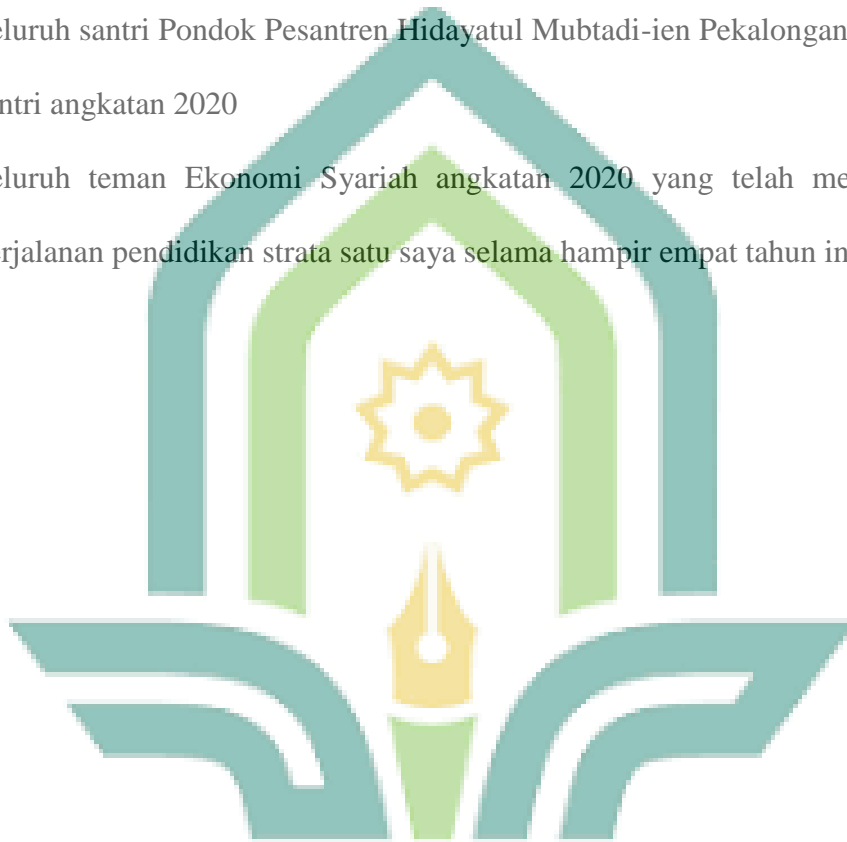 eluruh santri Pondok Pesantren Hidayatul Mubtadi-ien Pekalongan
ntri angkatan 2020
eluruh teman Ekonomi Syariah angkatan 2020 yang telah me
erjalanan pendidikan strata satu saya selama hampir empat tahun in